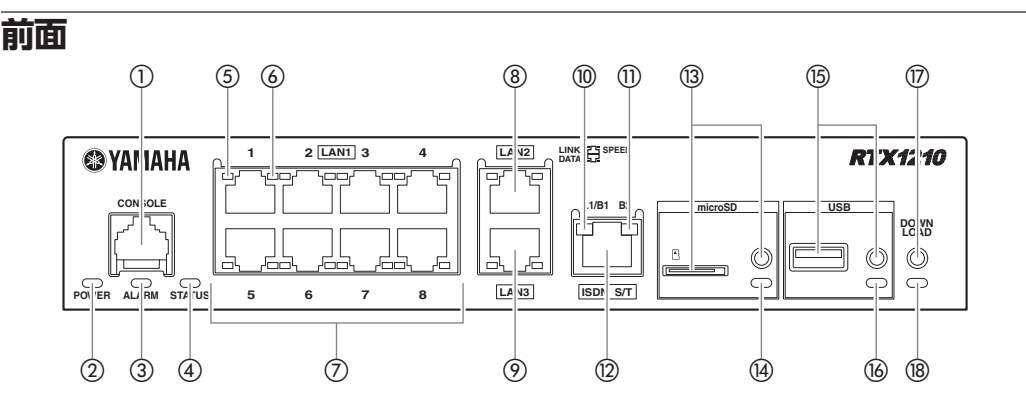 前面
① ⑤ ⑥ ⑧ ⑩ ⑪ ⑬ ⑮ ⑰
YAMAHA
1 2 LAN1 3 4
LAN2
LINK
DATA
SPEED
RTX1210
CONSOLE
L1/B1 B2
microSD
USB
DOWN
LOAD
POWER ALARM STATUS
5 6 7 8
LAN3
ISDN S/T
② ③ ④ ⑦ ⑨ ⑫ ⑭ ⑯ ⑱